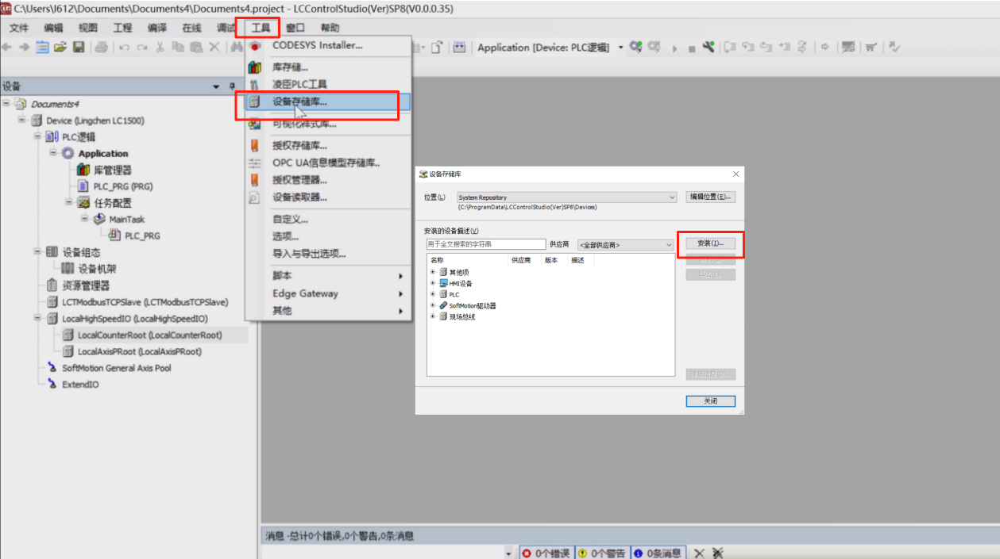 C:\Users\l612\Documents\Documents4\Documents4.project - LCControlStudio(Ver)SP8(V0.0.0.35)
文件 编辑 视图 工程 编译 在线 调试 工具 窗口 帮助
Application [Device: PLC逻辑]
CODESYS Installer...
库存储...
凌臣PLC工具
设备存储库...
可视化样式库...
授权存储库...
OPC UA信息模型存储库..
授权管理器...
设备读取器...
自定义...
选项...
导入与导出选项...
脚本
Edge Gateway
其他
设备
Documents4
Device (Lingchen LC1500)
PLC逻辑
Application
库管理器
PLC_PRG (PRG)
任务配置
MainTask
PLC_PRG
设备组态
设备机架
资源管理器
LCTModbusTCPSlave (LCTModbusTCPSlave)
LocalHighSpeedIO (LocalHighSpeedIO)
LocalCounterRoot (LocalCounterRoot)
LocalAxisPRoot (LocalAxisPRoot)
SoftMotion General Axis Pool
ExtendIO
设备存储库
位置(L) System Repository 编辑位置(E)...
(C:\ProgramData\LCControlStudio(Ver)SP8\Devices)
安装的设备描述(V)
用于全文搜索的字符串 供应商 <全部供应商> 安装(I)...
名称 供应商 版本 描述
其他项
HMI设备
PLC
SoftMotion驱动器
现场总线
关闭
消息 -总计0个错误,0个警告,0条消息
0个错误 0个警告 0条消息